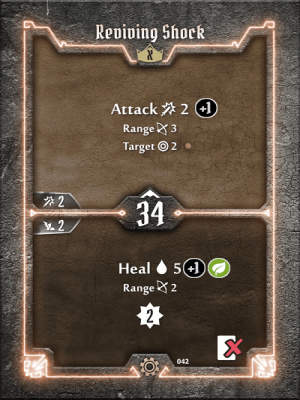 Reviving Shock
X
Attack 2 +1
Range 3
Target 2
2
34
2
Heal 5 +1
Range 2
2
042